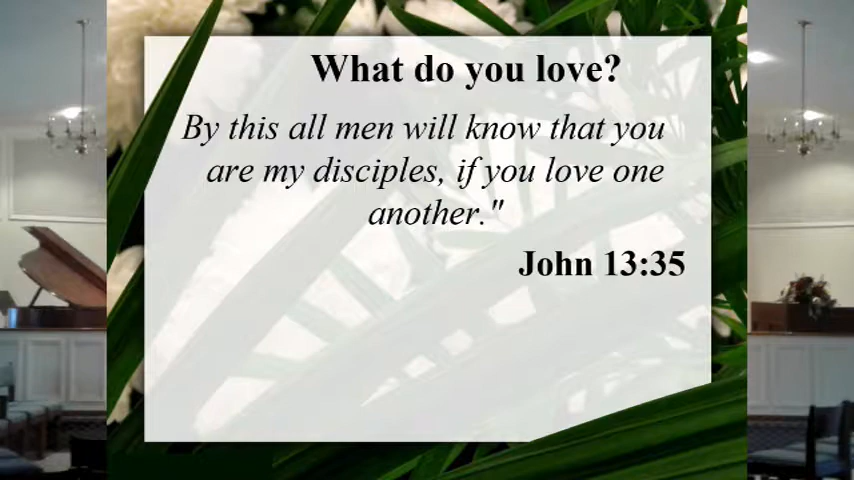 What do you love?
By this all men will know that you
are my disciples, if you love one
another."
John 13:35